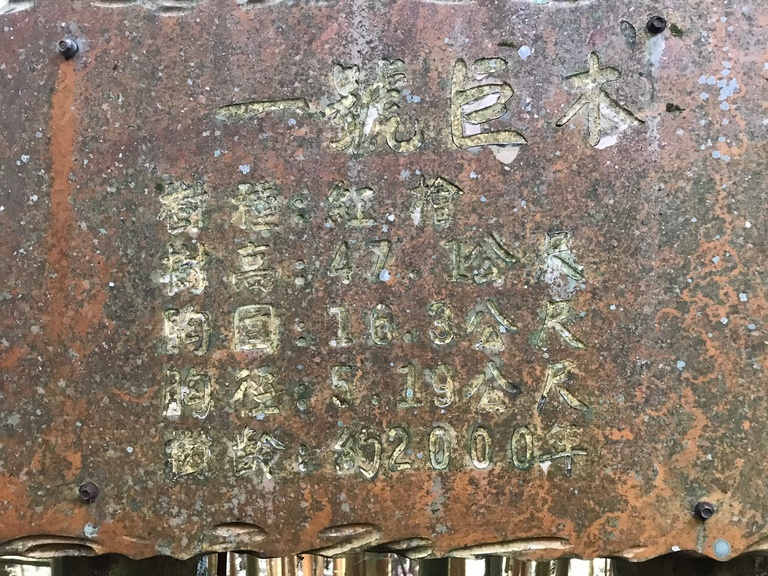 一號巨木
樹種:紅檜
樹高:47.1公尺
胸圍:16.3公尺
胸徑:5.19公尺
樹齡:約2000年